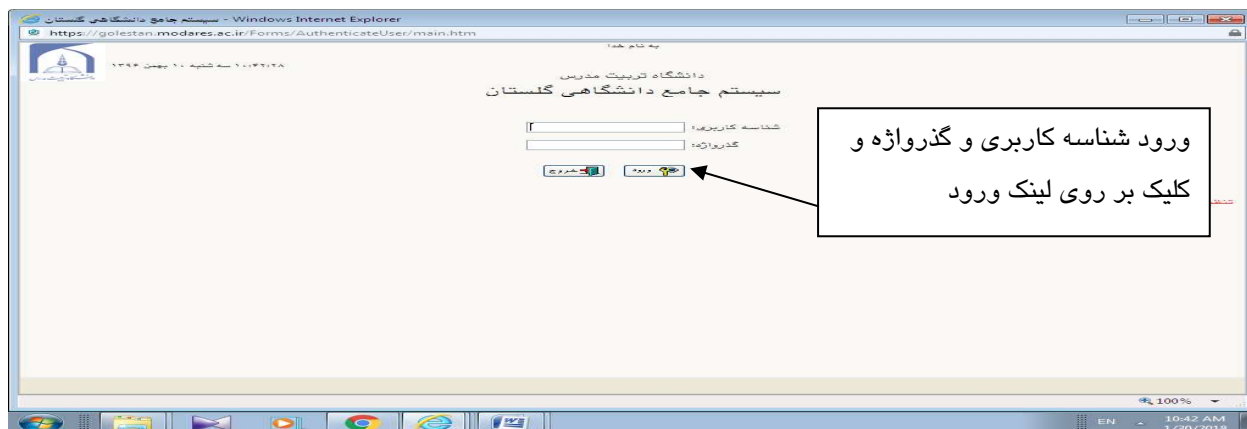 سیستم جامع دانشگاهی گلستان - Windows Internet Explorer
https://golestan.modares.ac.ir/Forms/AuthenticateUser/main.htm
به نام خدا
۱۰:۴۲:۲۸ سه شنبه ۱۰ بهمن ۱۳۹۶
دانشگاه تربیت مدرس
سیستم جامع دانشگاهی گلستان
شناسه کاربری:
گذرواژه:
ورود
خروج
ورود شناسه کاربری و گذرواژه و
کلیک بر روی لینک ورود
100%
EN
10:42 AM